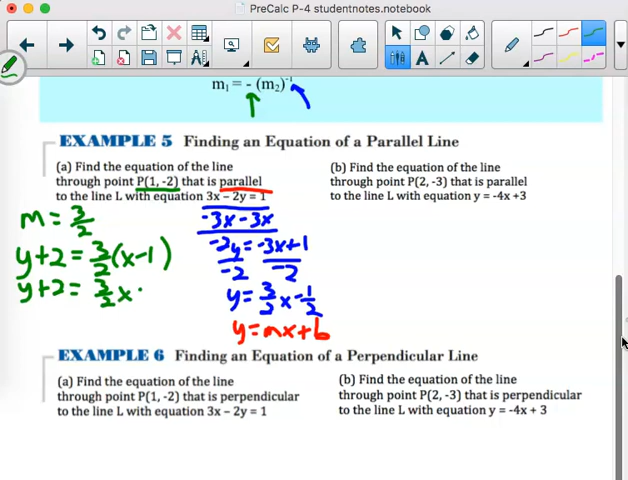 PreCalc P-4 studentnotes.notebook
m₁ = - (m₂)⁻¹
EXAMPLE 5 Finding an Equation of a Parallel Line
(a) Find the equation of the line
through point P(1, -2) that is parallel
to the line L with equation 3x – 2y = 1
-3x -3x
-2y = -3x+1
-2 -2
y = 3/2 x - 1/2
y = mx + b
m = 3/2
y+2 = 3/2 (x-1)
y+2 = 3/2 x
(b) Find the equation of the line
through point P(2, -3) that is parallel
to the line L with equation y = -4x +3
EXAMPLE 6 Finding an Equation of a Perpendicular Line
(a) Find the equation of the line
through point P(1, -2) that is perpendicular
to the line L with equation 3x – 2y = 1
(b) Find the equation of the line
through point P(2, -3) that is perpendicular
to the line L with equation y = -4x + 3